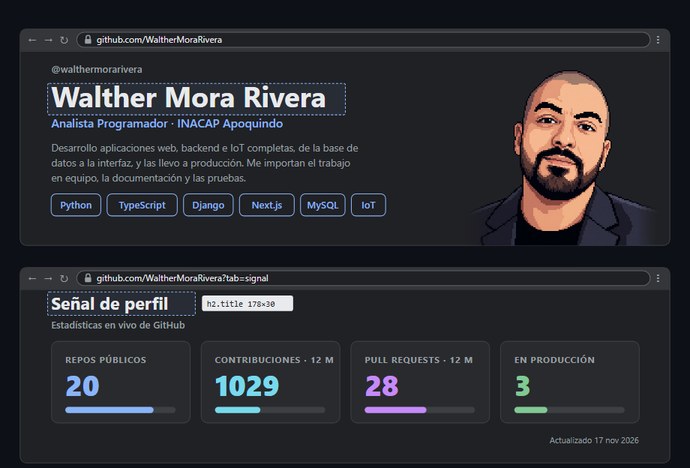 github.com/WaltherMoraRivera
@walthermorarivera
Walther Mora Rivera
Analista Programador · INACAP Apoquindo
Desarrollo aplicaciones web, backend e IoT completas, de la base de
datos a la interfaz, y las llevo a producción. Me importan el trabajo
en equipo, la documentación y las pruebas.
Python TypeScript Django Next.js MySQL IoT
github.com/WaltherMoraRivera?tab=signal
Señal de perfil h2.title 178×30
Estadísticas en vivo de GitHub
REPOS PÚBLICOS CONTRIBUCIONES · 12 M PULL REQUESTS · 12 M EN PRODUCCIÓN
20 1029 28 3
Actualizado 17 nov 2026